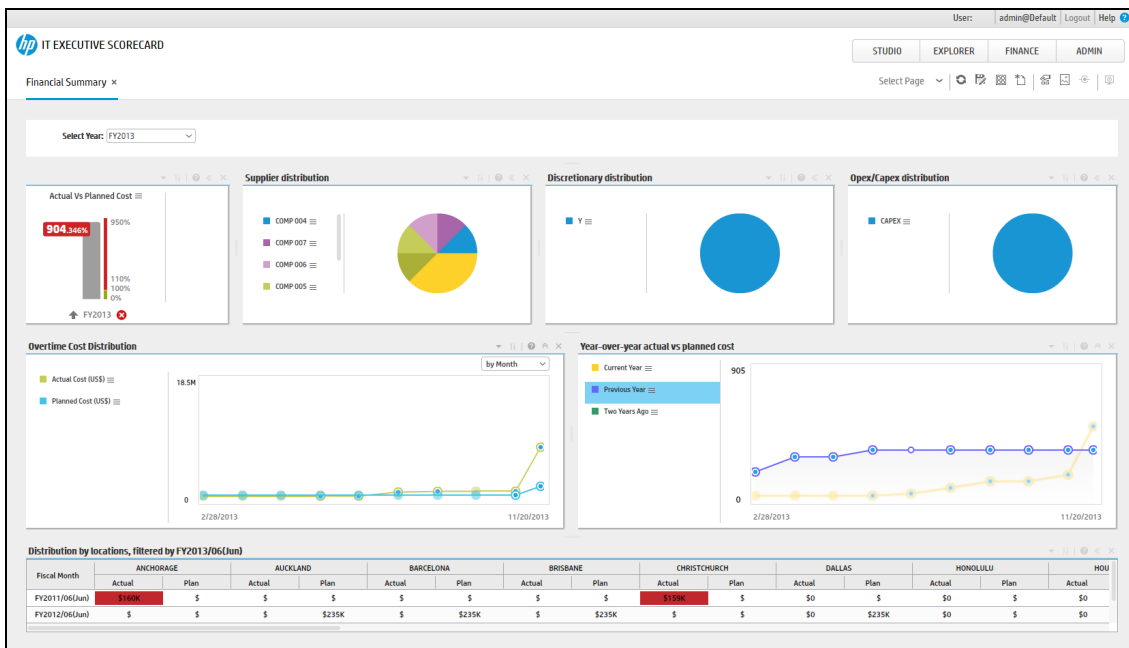 User: admin@Default Logout Help ?
hp IT EXECUTIVE SCORECARD
STUDIO EXPLORER FINANCE ADMIN
Financial Summary × Select Page
Select Year: FY2013
Actual Vs Planned Cost
904.346%
950%
110%
100%
0%
FY2013
Supplier distribution
COMP 004
COMP 007
COMP 006
COMP 005
Discretionary distribution
Y
Opex/Capex distribution
CAPEX
Overtime Cost Distribution
by Month
Actual Cost (US$)
Planned Cost (US$)
18.5M
0
2/28/2013 11/20/2013
Year-over-year actual vs planned cost
Current Year
Previous Year
Two Years Ago
905
0
2/28/2013 11/20/2013
Distribution by locations, filtered by FY2013/06(Jun)
Fiscal Month ANCHORAGE AUCKLAND BARCELONA BRISBANE CHRISTCHURCH DALLAS HONOLULU HOU
Actual Plan Actual Plan Actual Plan Actual Plan Actual Plan Actual Plan Actual Plan Actual
FY2011/06(Jun) $160K $ $ $ $ $ $ $ $159K $ $0 $ $0 $ $0
FY2012/06(Jun) $ $ $ $235K $ $235K $ $235K $ $ $0 $235K $0 $ $0